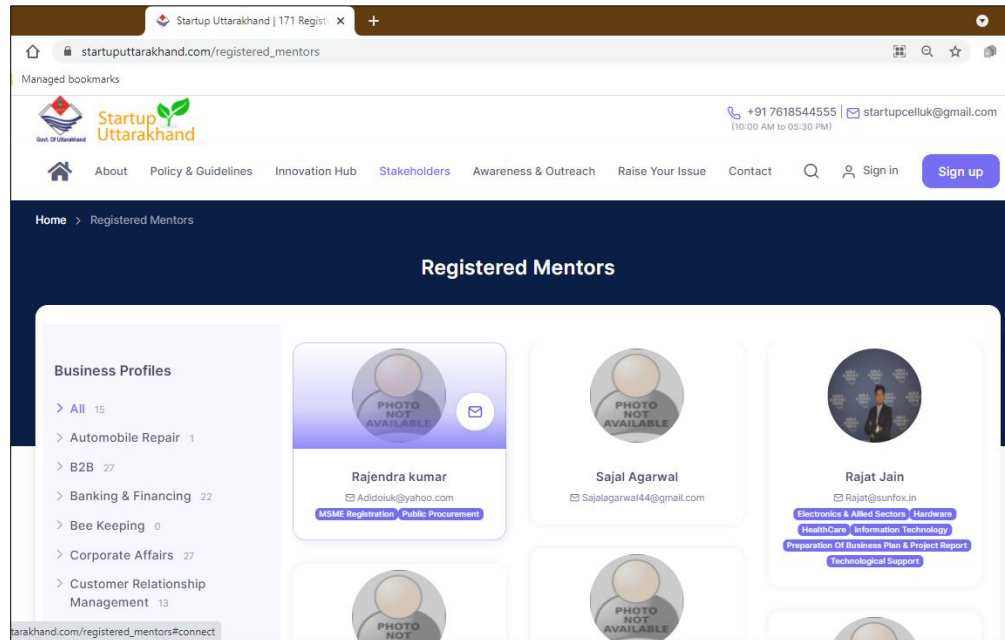 Startup Uttarakhand | 171 Regist
startuputtarakhand.com/registered_mentors
Managed bookmarks
Govt. Of Uttarakhand
Startup
Uttarakhand
+91 7618544555 | startupcelluk@gmail.com
(10:00 AM to 05:30 PM)
About Policy & Guidelines Innovation Hub Stakeholders Awareness & Outreach Raise Your Issue Contact Sign in Sign up
Home > Registered Mentors
Registered Mentors
Business Profiles
> All 15
> Automobile Repair 1
> B2B 27
> Banking & Financing 22
> Bee Keeping 0
> Corporate Affairs 27
> Customer Relationship
Management 13
PHOTO
NOT
AVAILABLE
Rajendra kumar
Adidoiuk@yahoo.com
MSME Registration Public Procurement
PHOTO
NOT
AVAILABLE
Sajal Agarwal
Sajalagarwal44@gmail.com
Rajat Jain
Rajat@sunfox.in
Electronics & Allied Sectors Hardware
HealthCare Information Technology
Preparation Of Business Plan & Project Report
Technological Support
PHOTO
NOT
PHOTO
NOT
AVAILABLE
tarakhand.com/registered_mentors#connect